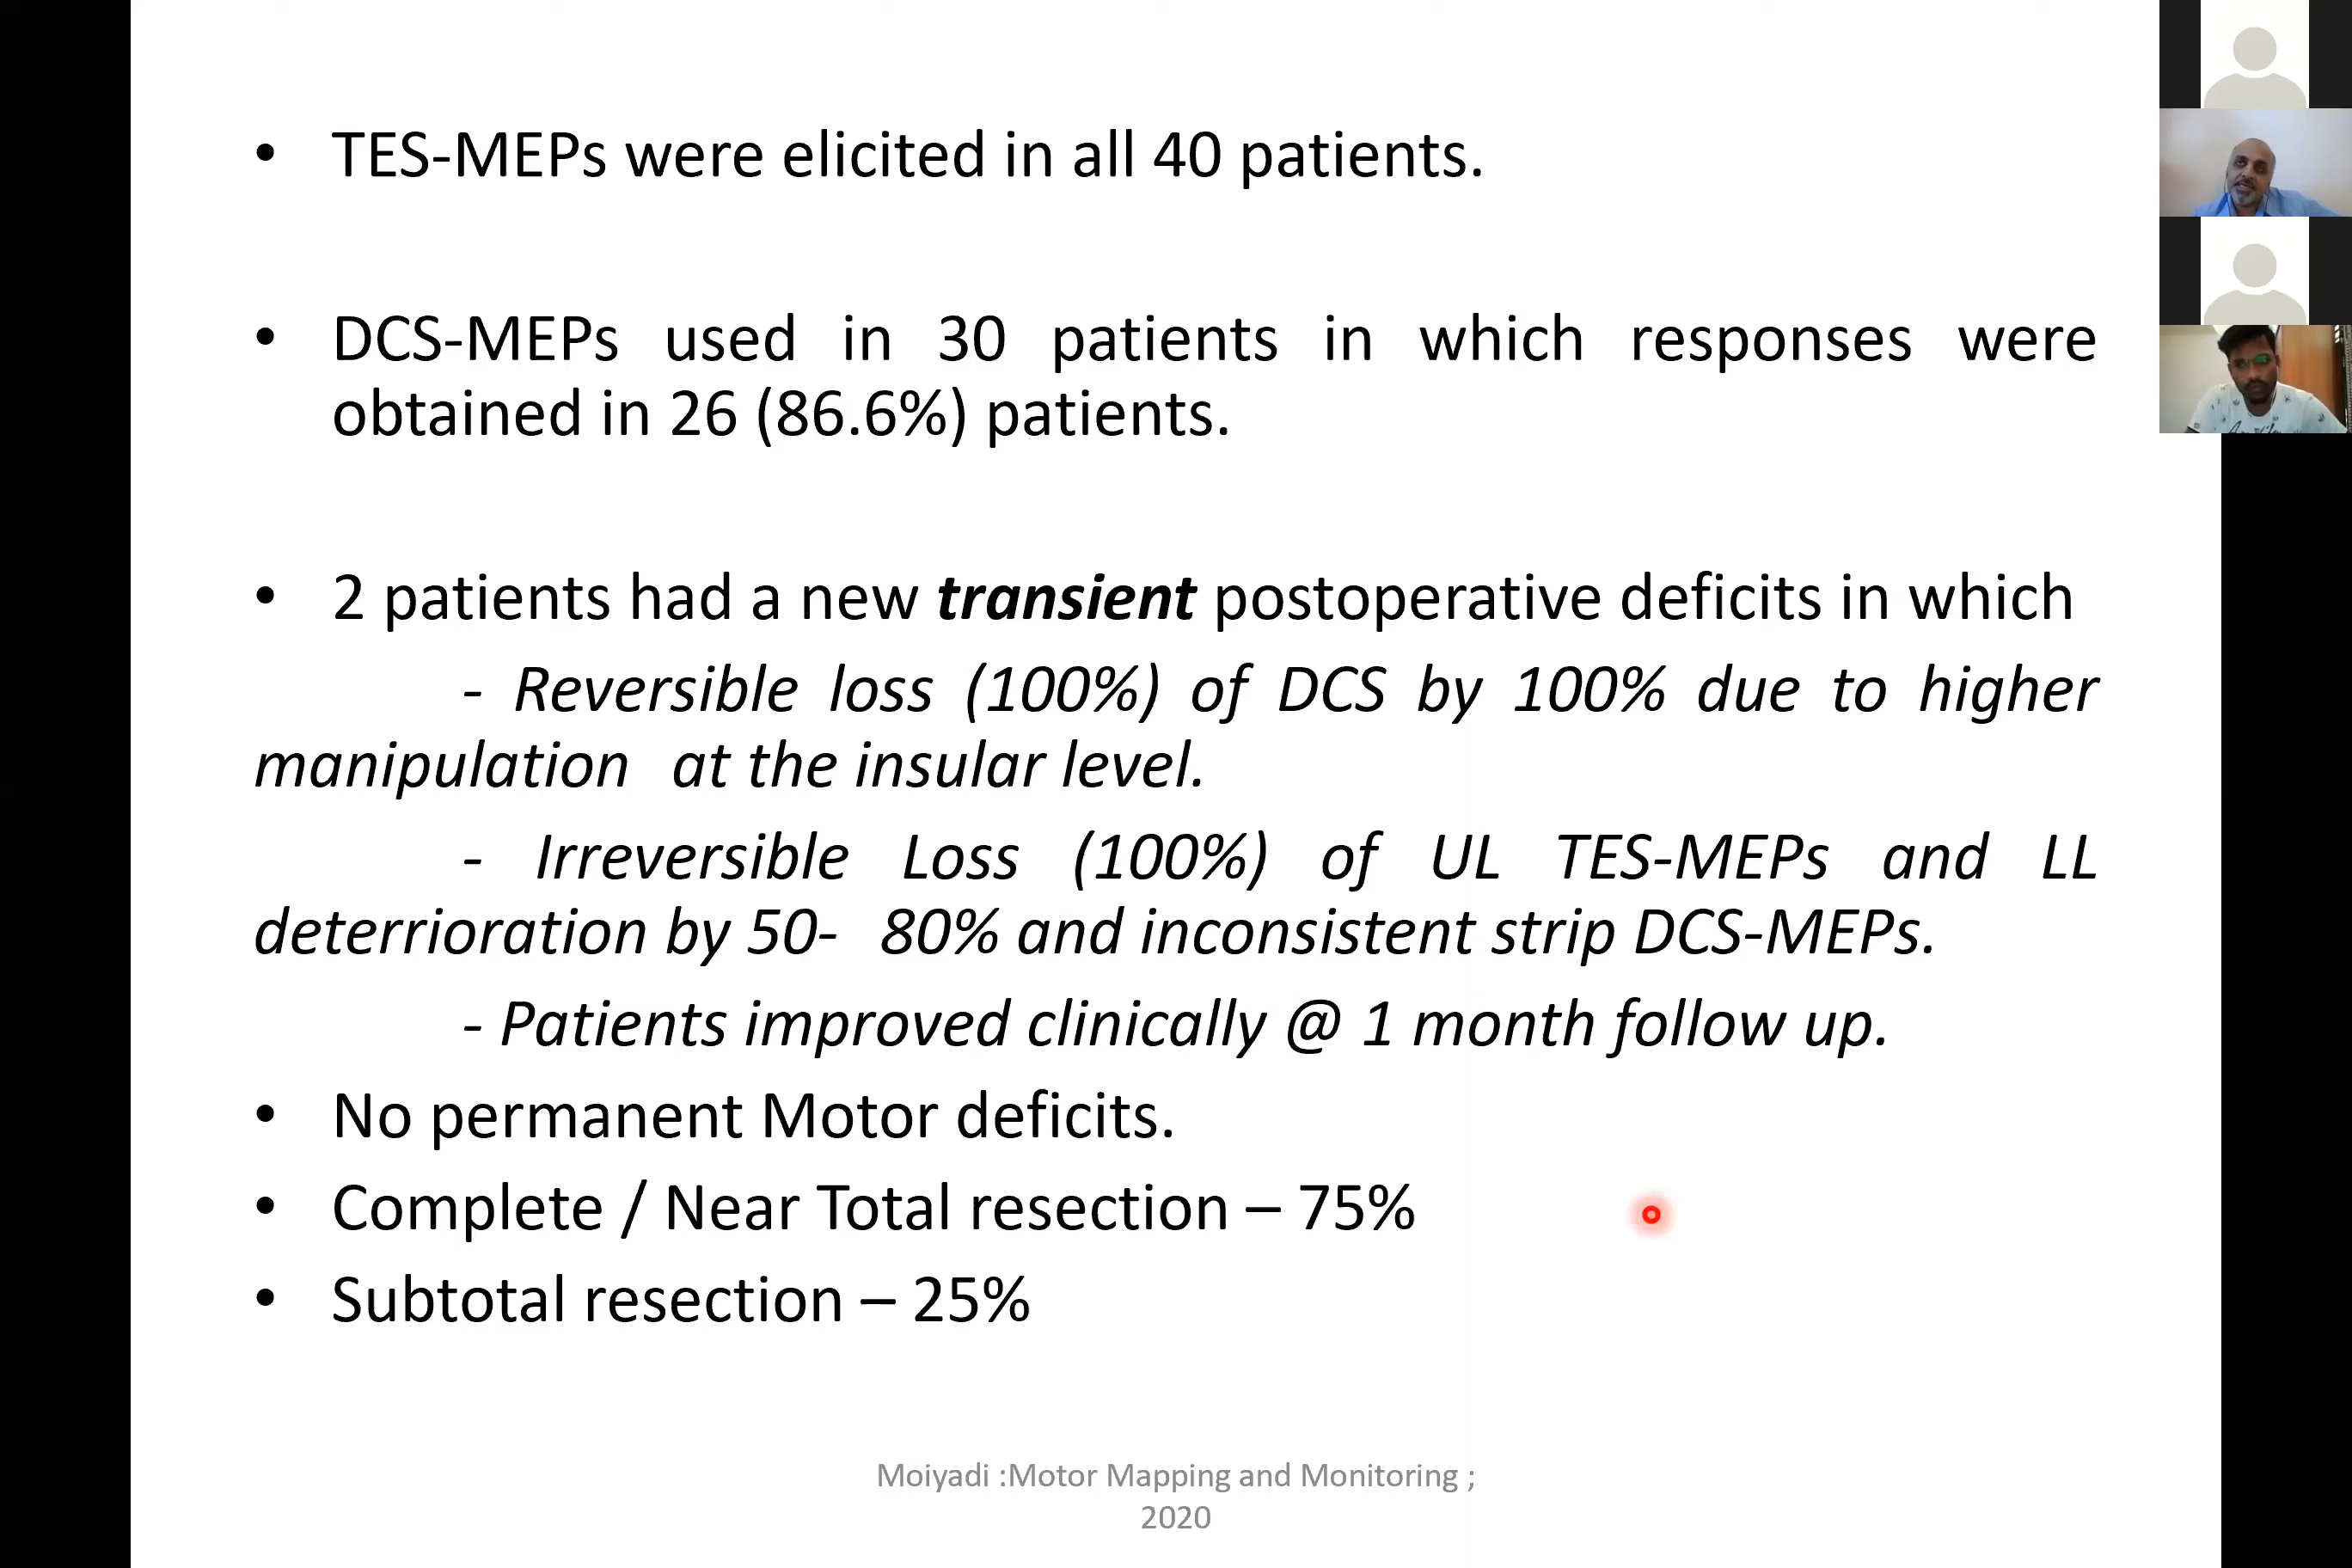 • TES-MEPs were elicited in all 40 patients.
• DCS-MEPs used in 30 patients in which responses were
obtained in 26 (86.6%) patients.
• 2 patients had a new transient postoperative deficits in which
- Reversible loss (100%) of DCS by 100% due to higher
manipulation at the insular level.
- Irreversible Loss (100%) of UL TES-MEPs and LL
deterrioration by 50- 80% and inconsistent strip DCS-MEPs.
- Patients improved clinically @ 1 month follow up.
• No permanent Motor deficits.
• Complete / Near Total resection – 75%
• Subtotal resection – 25%
Moiyadi :Motor Mapping and Monitoring ;
2020